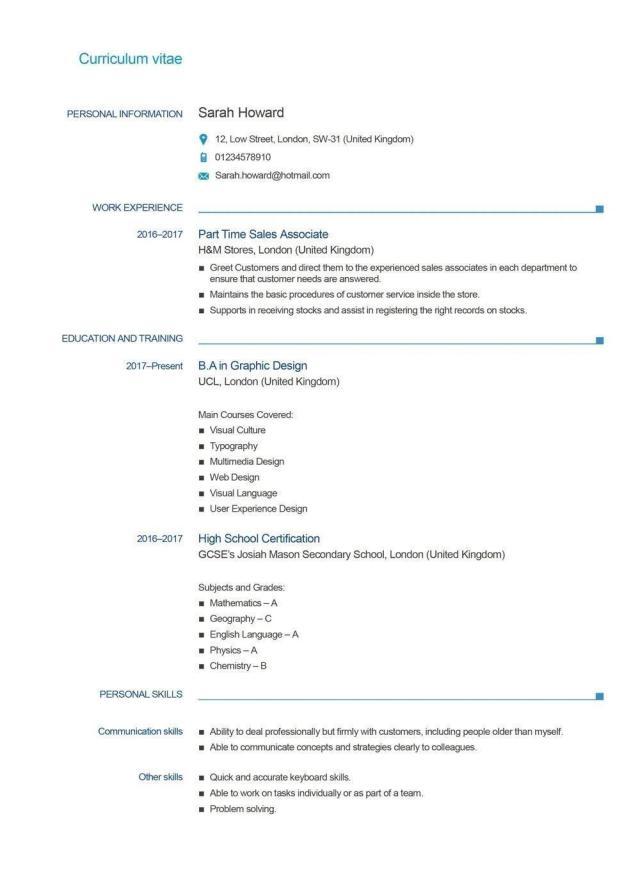 Curriculum vitae
PERSONAL INFORMATION Sarah Howard
12, Low Street, London, SW-31 (United Kingdom)
01234578910
Sarah.howard@hotmail.com
WORK EXPERIENCE
2016–2017 Part Time Sales Associate
H&M Stores, London (United Kingdom)
■ Greet Customers and direct them to the experienced sales associates in each department to
ensure that customer needs are answered.
■ Maintains the basic procedures of customer service inside the store.
■ Supports in receiving stocks and assist in registering the right records on stocks.
EDUCATION AND TRAINING
2017–Present B.A in Graphic Design
UCL, London (United Kingdom)
Main Courses Covered:
■ Visual Culture
■ Typography
■ Multimedia Design
■ Web Design
■ Visual Language
■ User Experience Design
2016–2017 High School Certification
GCSE's Josiah Mason Secondary School, London (United Kingdom)
Subjects and Grades:
■ Mathematics – A
■ Geography – C
■ English Language – A
■ Physics – A
■ Chemistry – B
PERSONAL SKILLS
Communication skills ■ Ability to deal professionally but firmly with customers, including people older than myself.
■ Able to communicate concepts and strategies clearly to colleagues.
Other skills ■ Quick and accurate keyboard skills.
■ Able to work on tasks individually or as part of a team.
■ Problem solving.